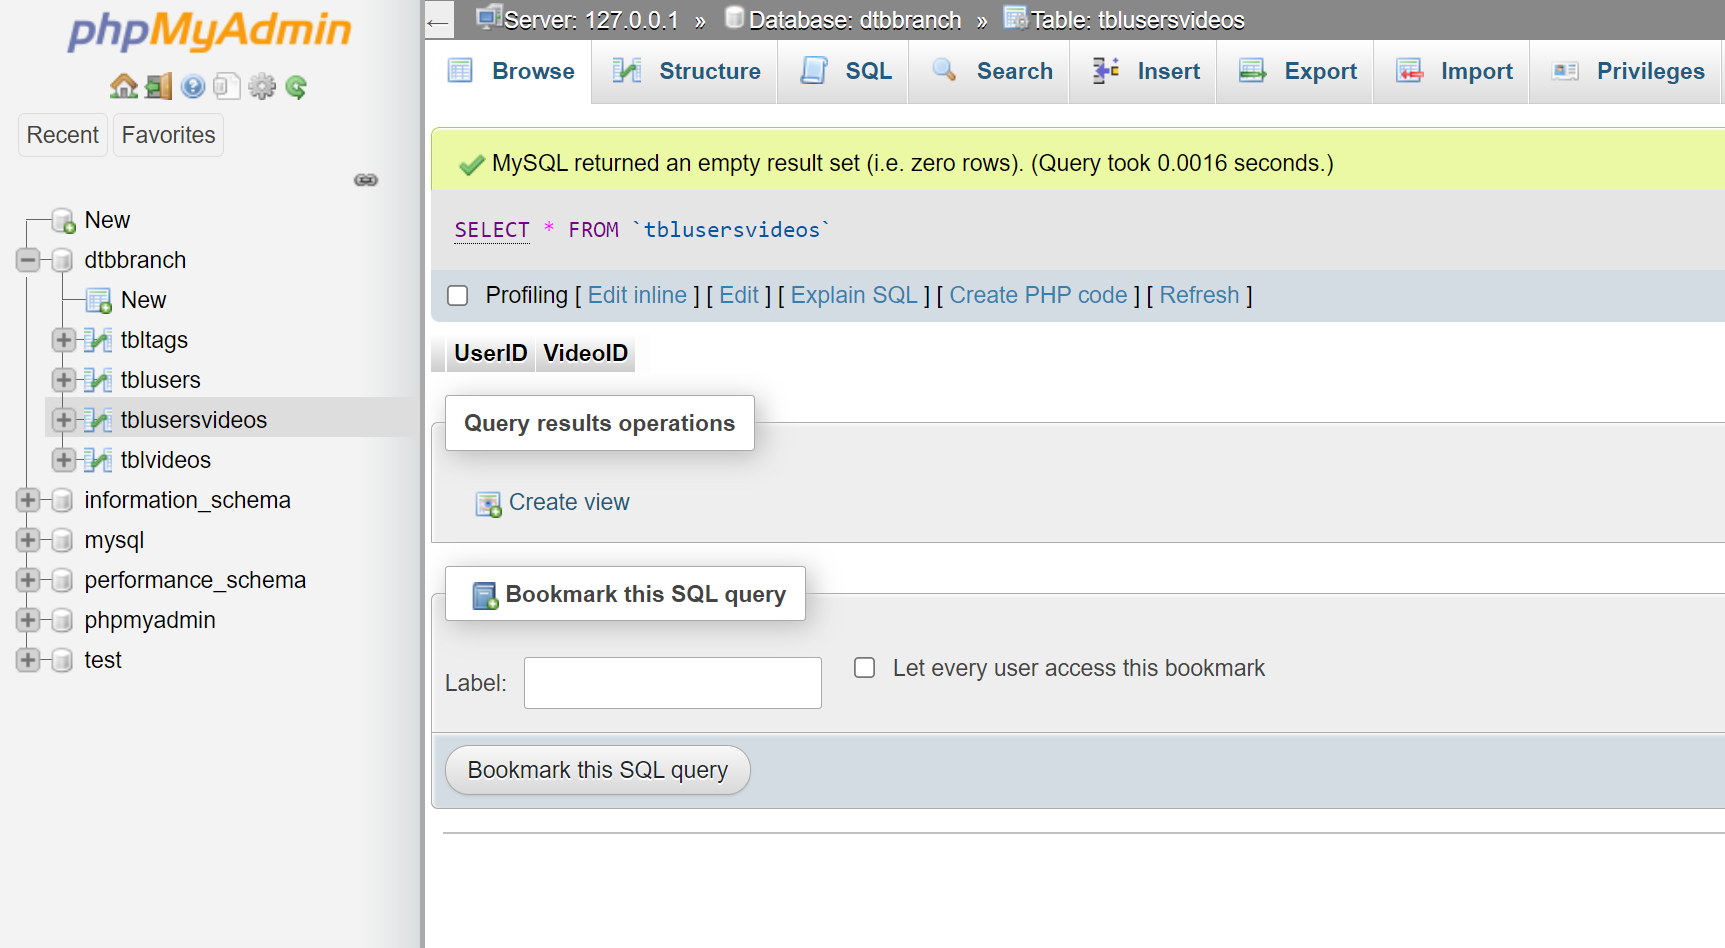 phpMyAdmin
Recent
Favorites
New
dtbbranch
New
tbltags
tblusers
tblusersvideos
tblvideos
information_schema
mysql
performance_schema
phpmyadmin
test
Server: 127.0.0.1 » Database: dtbbranch » Table: tblusersvideos
Browse Structure SQL Search Insert Export Import Privileges
MySQL returned an empty result set (i.e. zero rows). (Query took 0.0016 seconds.)
SELECT * FROM `tblusersvideos`
Profiling [ Edit inline ] [ Edit ] [ Explain SQL ] [ Create PHP code ] [ Refresh ]
UserID VideoID
Query results operations
Create view
Bookmark this SQL query
Label:
Let every user access this bookmark
Bookmark this SQL query